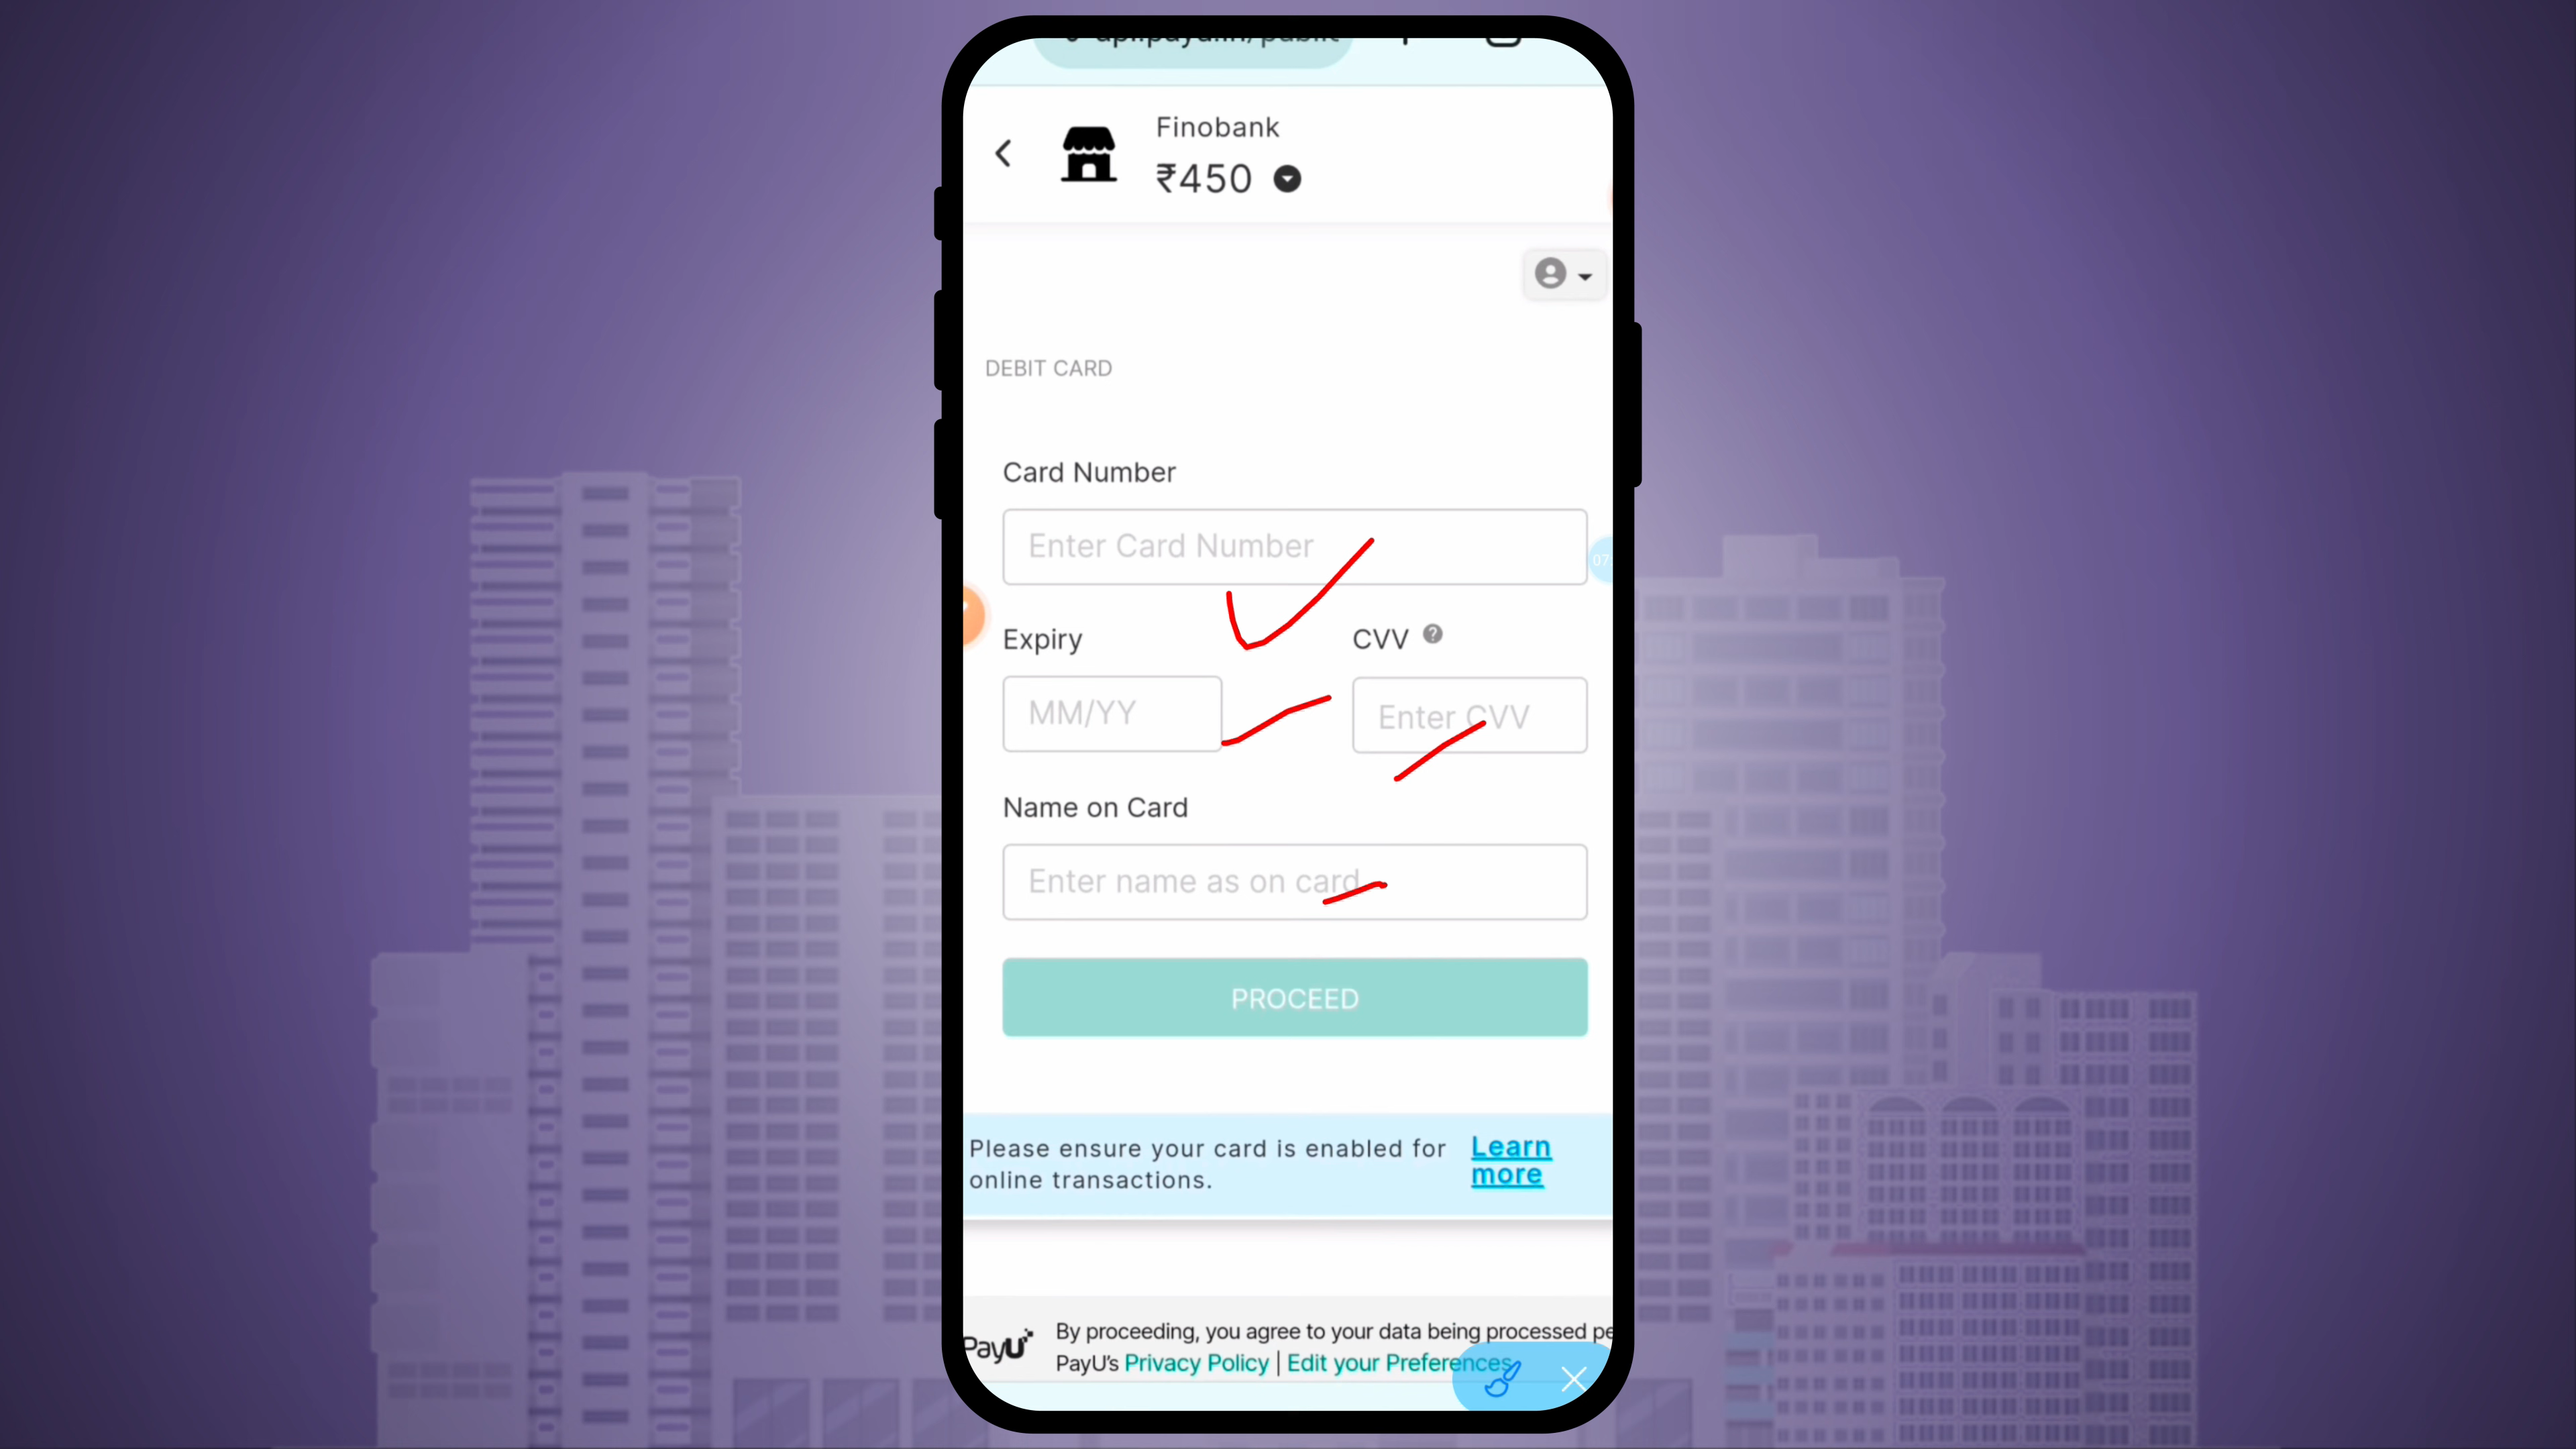 Finobank
₹450
DEBIT CARD
Card Number
Enter Card Number
07
Expiry
CVV
MM/YY
Enter CVV
Name on Card
Enter name as on card
PROCEED
Please ensure your card is enabled for
online transactions.
Learn
more
PayU
By proceeding, you agree to your data being processed
PayU's Privacy Policy | Edit your Preferences